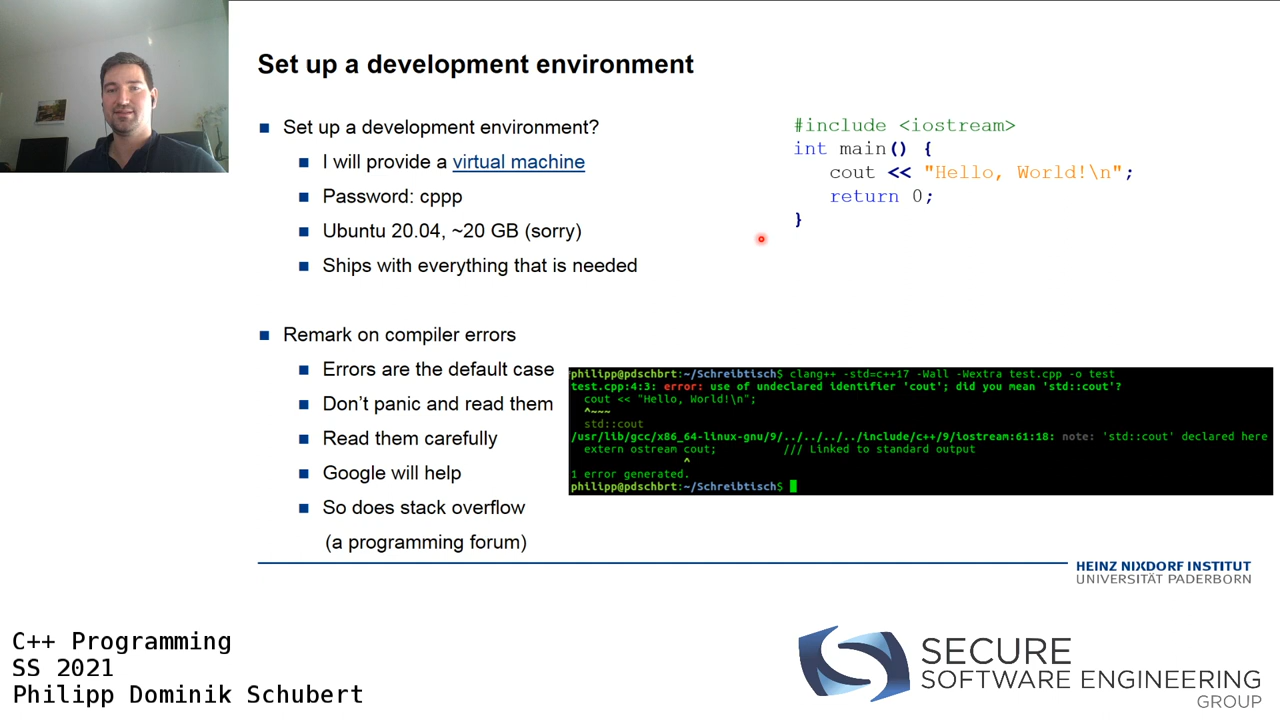 Set up a development environment
Set up a development environment?
I will provide a virtual machine
Password: cppp
Ubuntu 20.04, ~20 GB (sorry)
Ships with everything that is needed
#include <iostream>
int main() {
cout << "Hello, World!\n";
return 0;
}
Remark on compiler errors
Errors are the default case
Don't panic and read them
Read them carefully
Google will help
So does stack overflow
(a programming forum)
philipp@pdschbrt:~/Schreibtisch$ clang++ -std=c++17 -Wall -Wextra test.cpp -o test
test.cpp:4:3: error: use of undeclared identifier 'cout'; did you mean 'std::cout'?
cout << "Hello, World!\n";
^~~~
std::cout
/usr/lib/gcc/x86_64-linux-gnu/9/../../../../include/c++/9/iostream:61:18: note: 'std::cout' declared here
extern ostream cout; /// Linked to standard output
^
1 error generated.
philipp@pdschbrt:~/Schreibtisch$
HEINZ NIXDORF INSTITUT
UNIVERSITÄT PADERBORN
C++ Programming
SS 2021
Philipp Dominik Schubert
SECURE
SOFTWARE ENGINEERING
GROUP